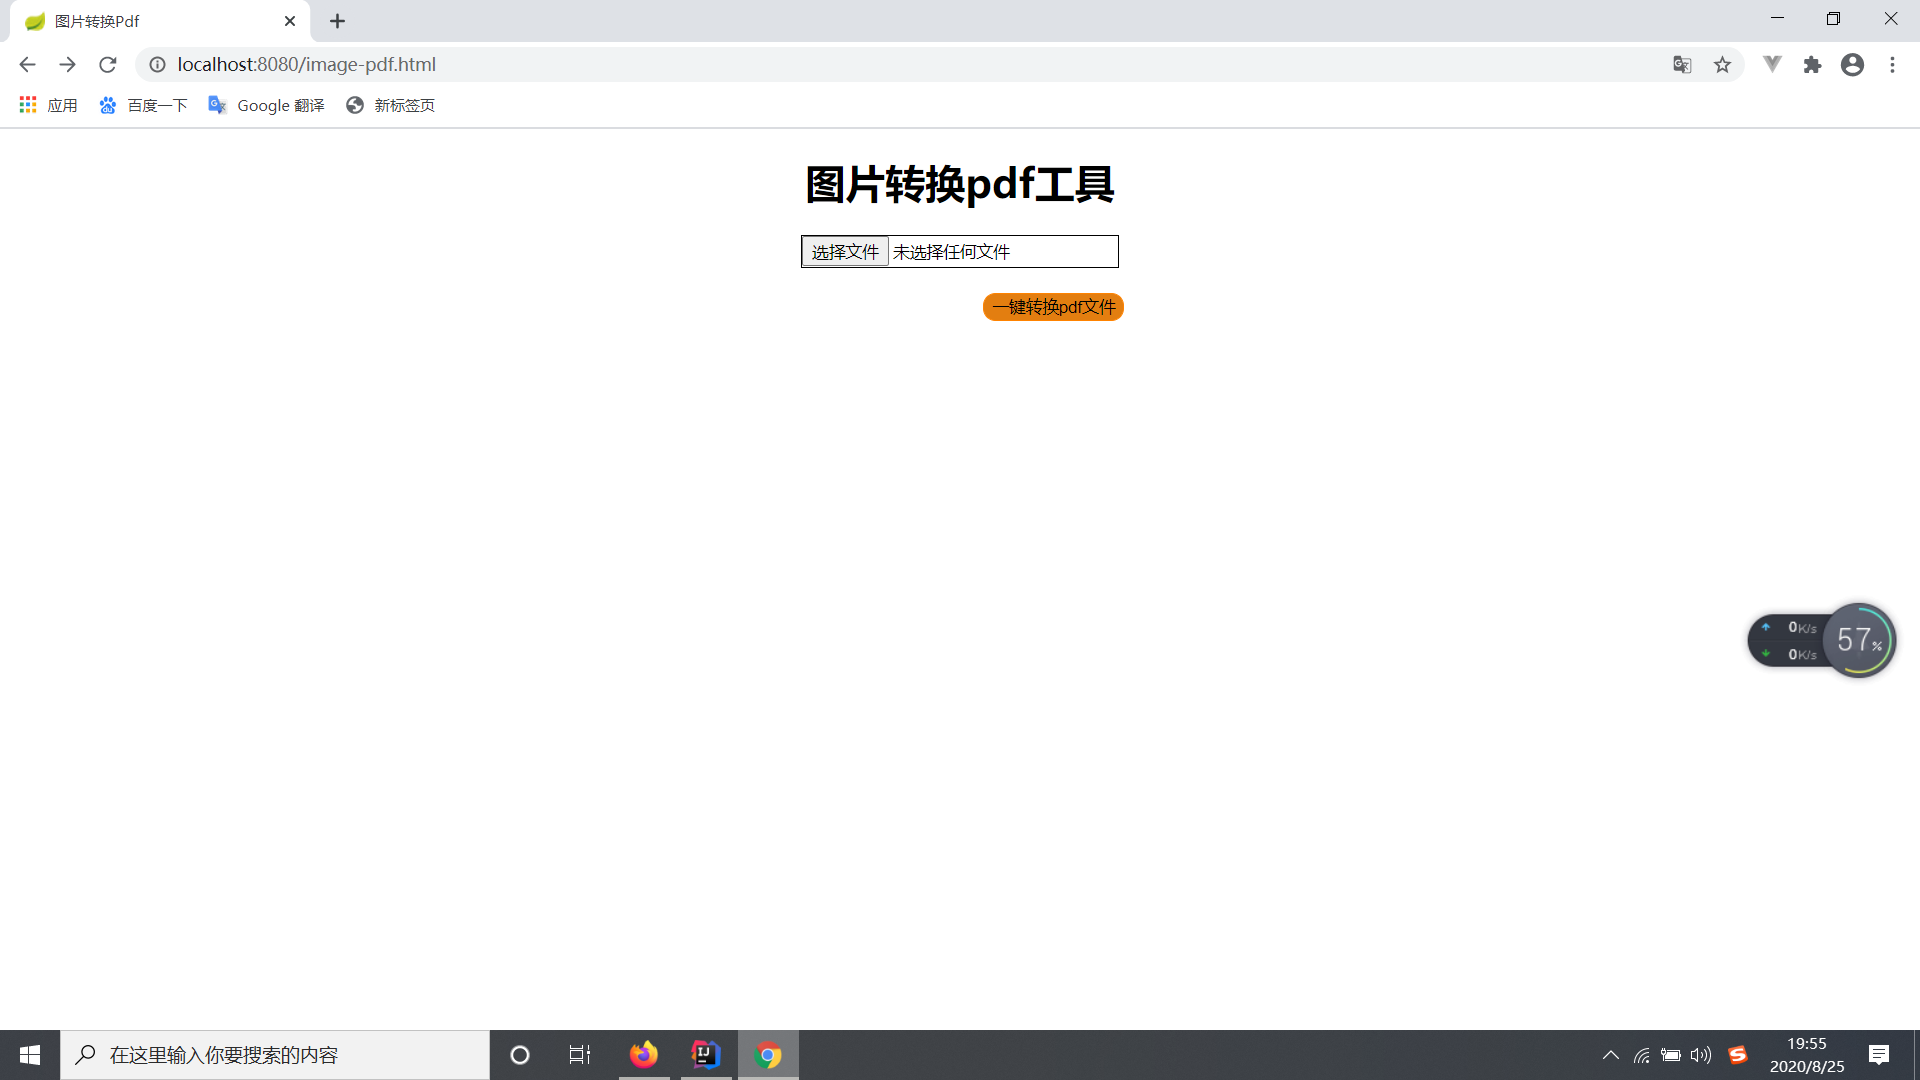 图片转换Pdf
localhost:8080/image-pdf.html
应用 百度一下 Google 翻译 新标签页
图片转换pdf工具
选择文件 未选择任何文件
一键转换pdf文件
0K/s
57%
0K/s
在这里输入你要搜索的内容
19:55
2020/8/25